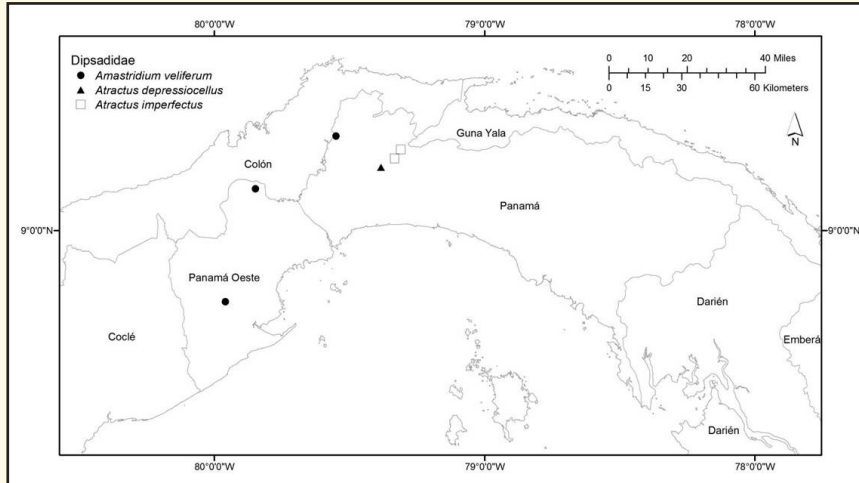 80°0'0"W 79°0'0"W 78°0'0"W
Dipsadidae
Amastridium veliferum
Atractus depressiocellus
Atractus imperfectus
0 10 20 40 Miles
0 15 30 60 Kilometers
N
Guna Yala
Colón
Panamá
9°0'0"N 9°0'0"N
Panamá Oeste
Darién
Coclé
Emberá
Darién
80°0'0"W 79°0'0"W 78°0'0"W